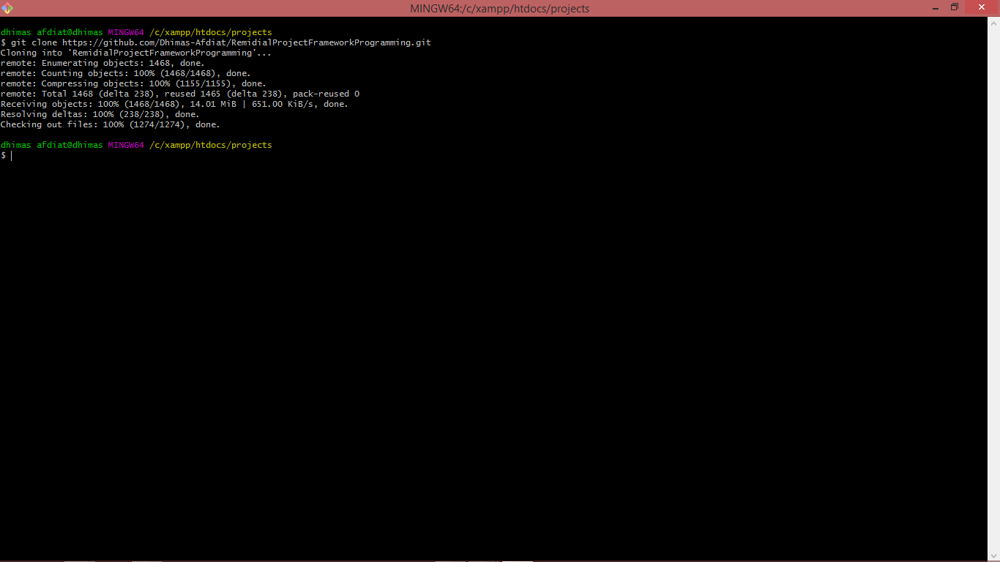 MINGW64:/c/xampp/htdocs/projects
dhimas afdiat@dhimas MINGW64 /c/xampp/htdocs/projects
$ git clone https://github.com/Dhimas-Afdiat/RemidialProjectFrameworkProgramming.git
Cloning into 'RemidialProjectFrameworkProgramming'...
remote: Enumerating objects: 1468, done.
remote: Counting objects: 100% (1468/1468), done.
remote: Compressing objects: 100% (1155/1155), done.
remote: Total 1468 (delta 238), reused 1465 (delta 238), pack-reused 0
Receiving objects: 100% (1468/1468), 14.01 MiB | 651.00 KiB/s, done.
Resolving deltas: 100% (238/238), done.
Checking out files: 100% (1274/1274), done.
dhimas afdiat@dhimas MINGW64 /c/xampp/htdocs/projects
$